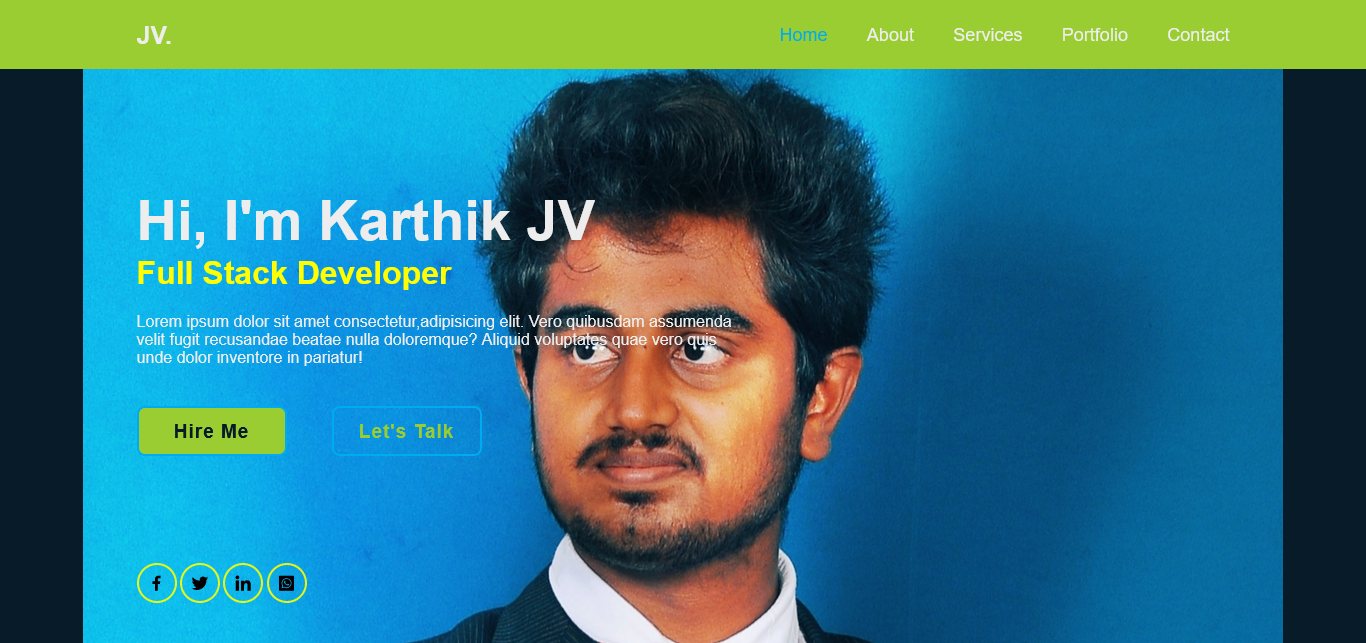 JV.
Home About Services Portfolio Contact
Hi, I'm Karthik JV
Full Stack Developer
Lorem ipsum dolor sit amet consectetur,adipisicing elit. Vero quibusdam assumenda
velit fugit recusandae beatae nulla doloremque? Aliquid voluptates quae vero quis
unde dolor inventore in pariatur!
Hire Me Let's Talk